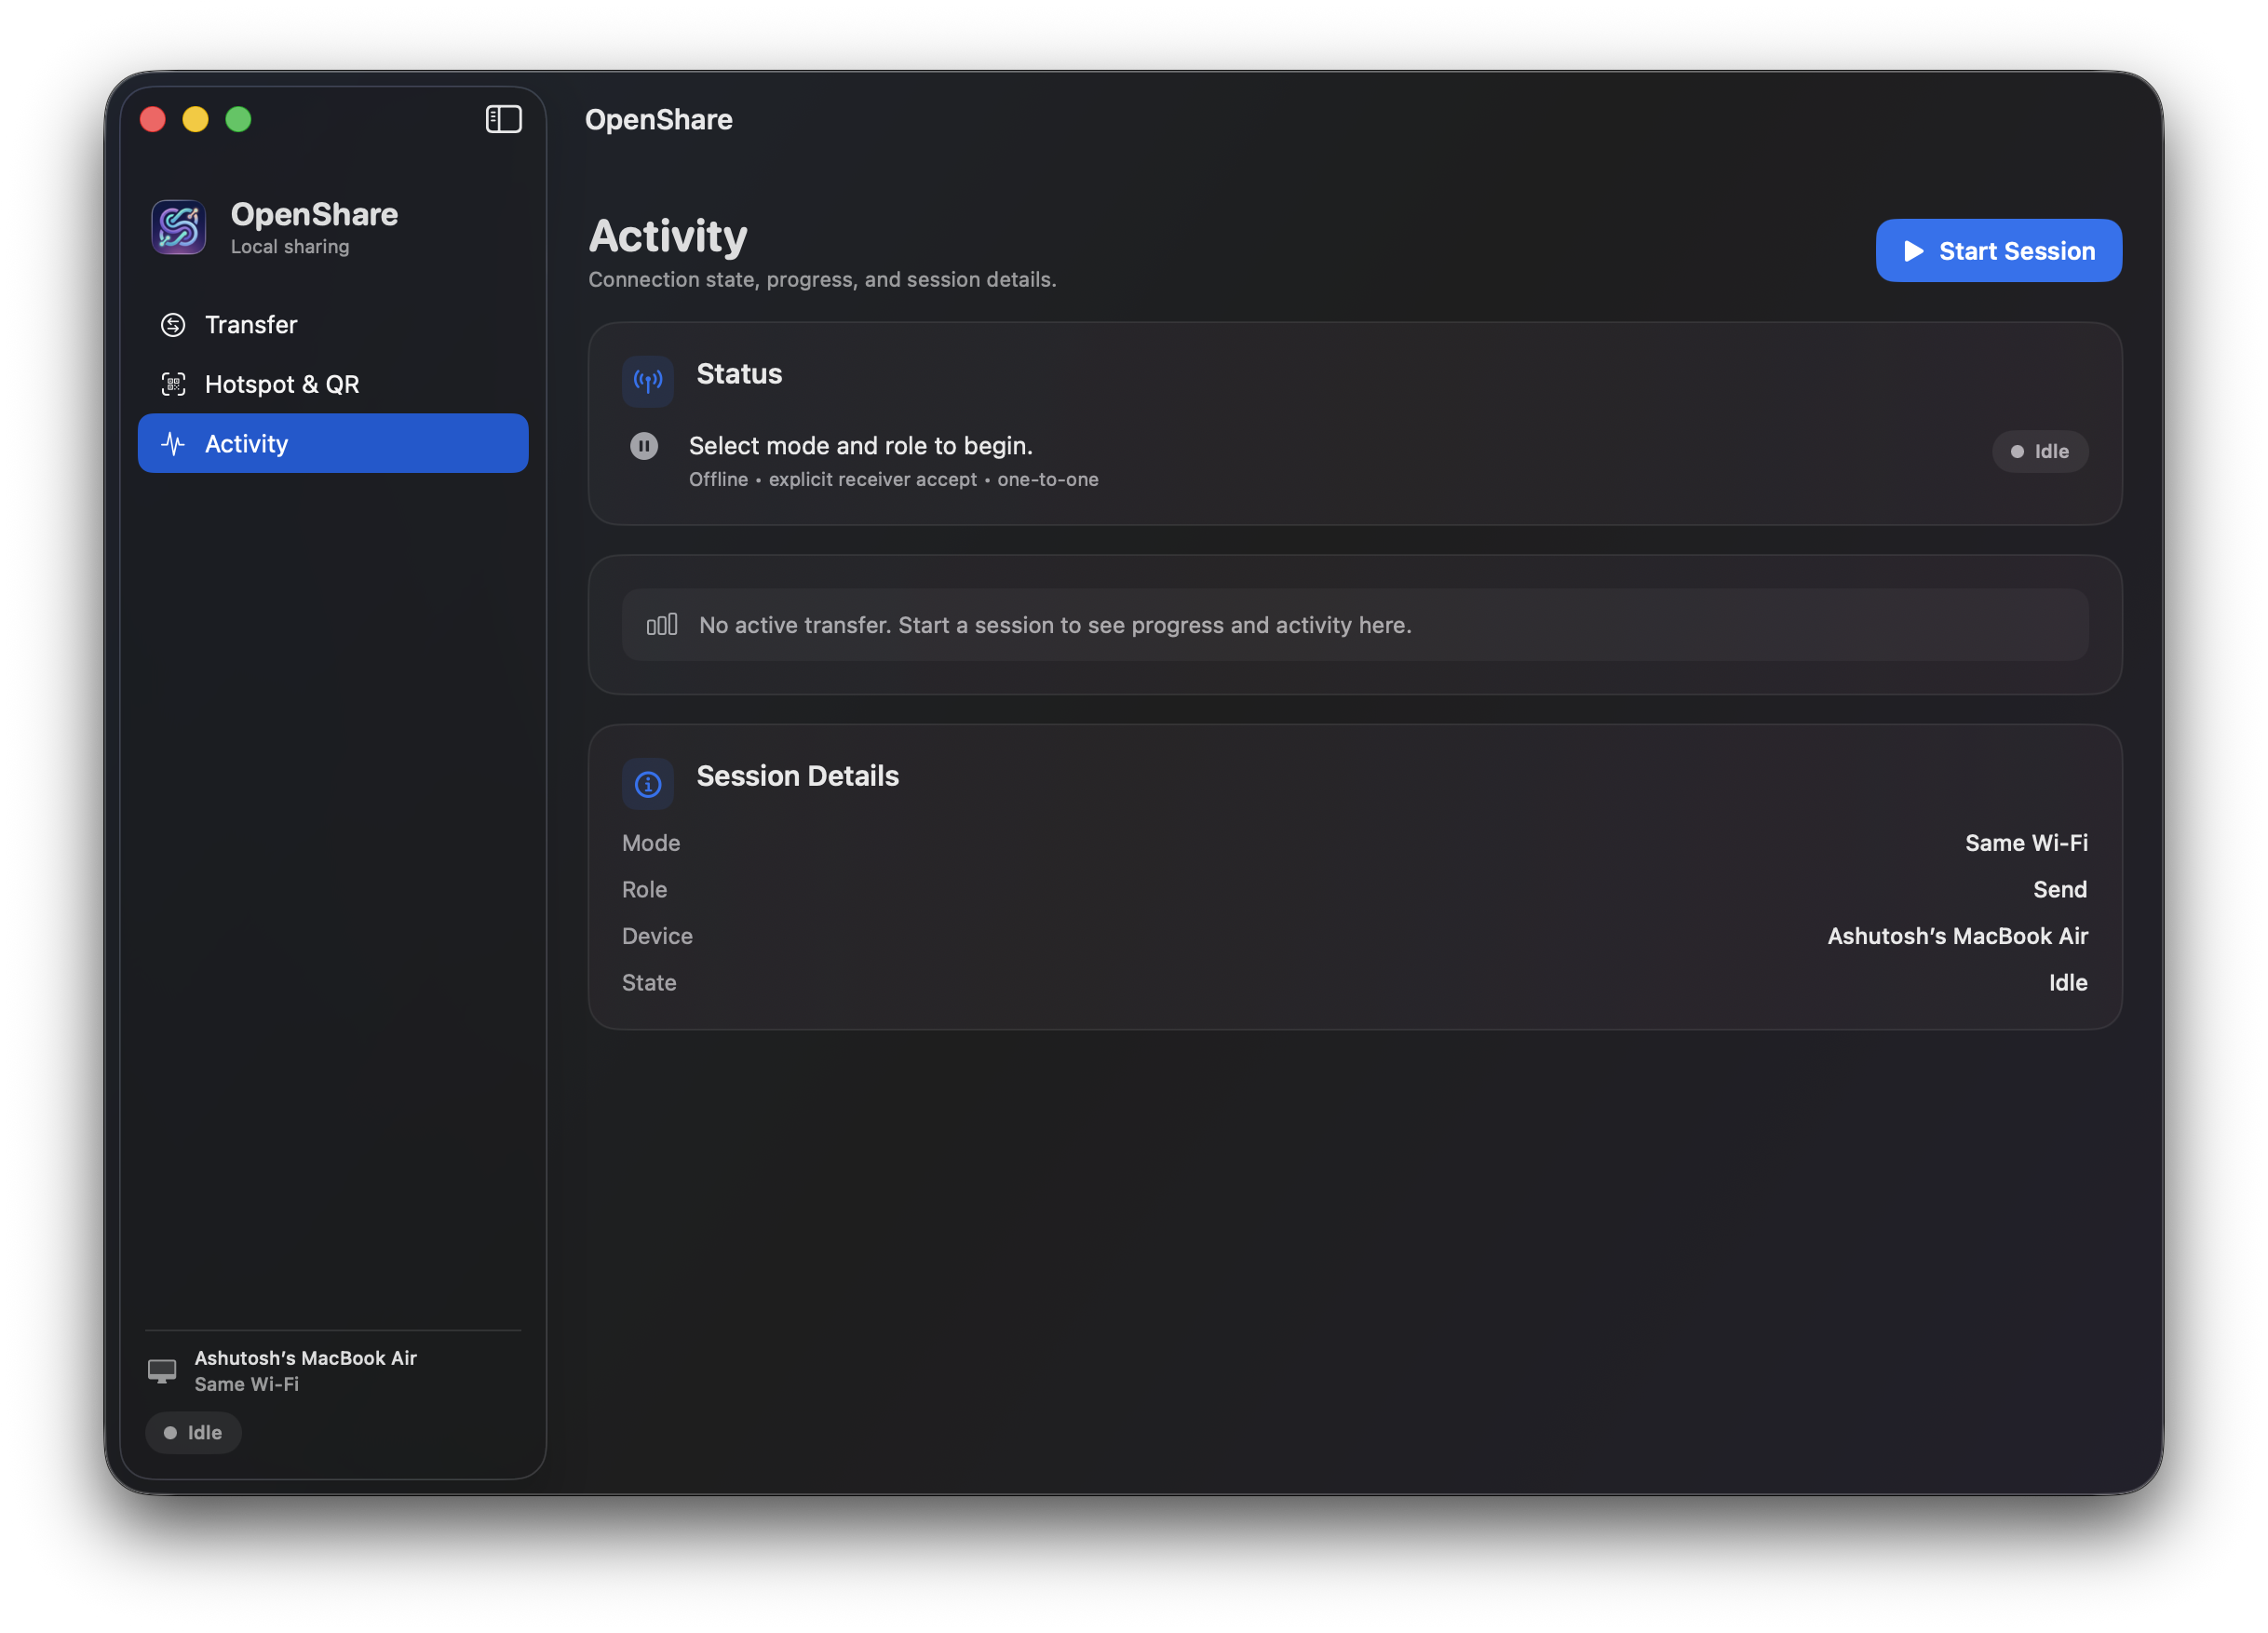 OpenShare
OpenShare
Local sharing
Transfer
Hotspot & QR
Activity
Ashutosh’s MacBook Air
Same Wi-Fi
Idle
Activity
Connection state, progress, and session details.
Start Session
Status
Select mode and role to begin.
Offline • explicit receiver accept • one-to-one
Idle
No active transfer. Start a session to see progress and activity here.
Session Details
Mode Same Wi-Fi
Role Send
Device Ashutosh’s MacBook Air
State Idle